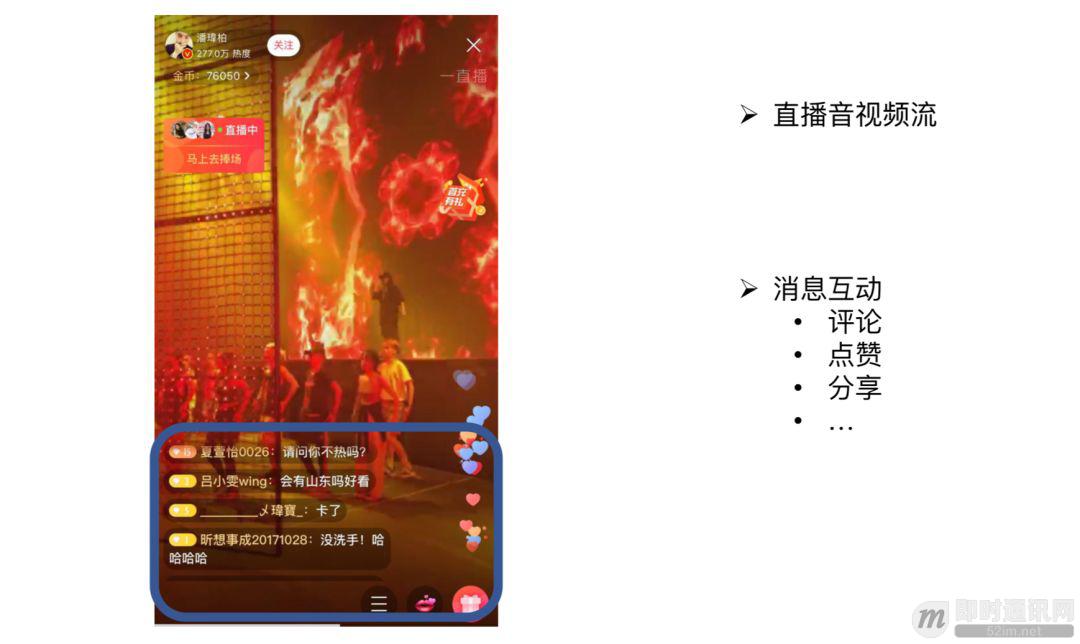 潘瑋柏
277.0万 热度
关注
金币: 76050
一直播
直播中
马上去捧场
首充
有礼
15 夏萱怡0026: 请问你不热吗?
3 吕小雯wing: 会有山东吗好看
5 ________メ瑋寶_: 卡了
1 昕想事成20171028: 没洗手! 哈
哈哈哈
➢ 直播音视频流
➢ 消息互动
• 评论
• 点赞
• 分享
• …
m 即时通讯网
52im.net